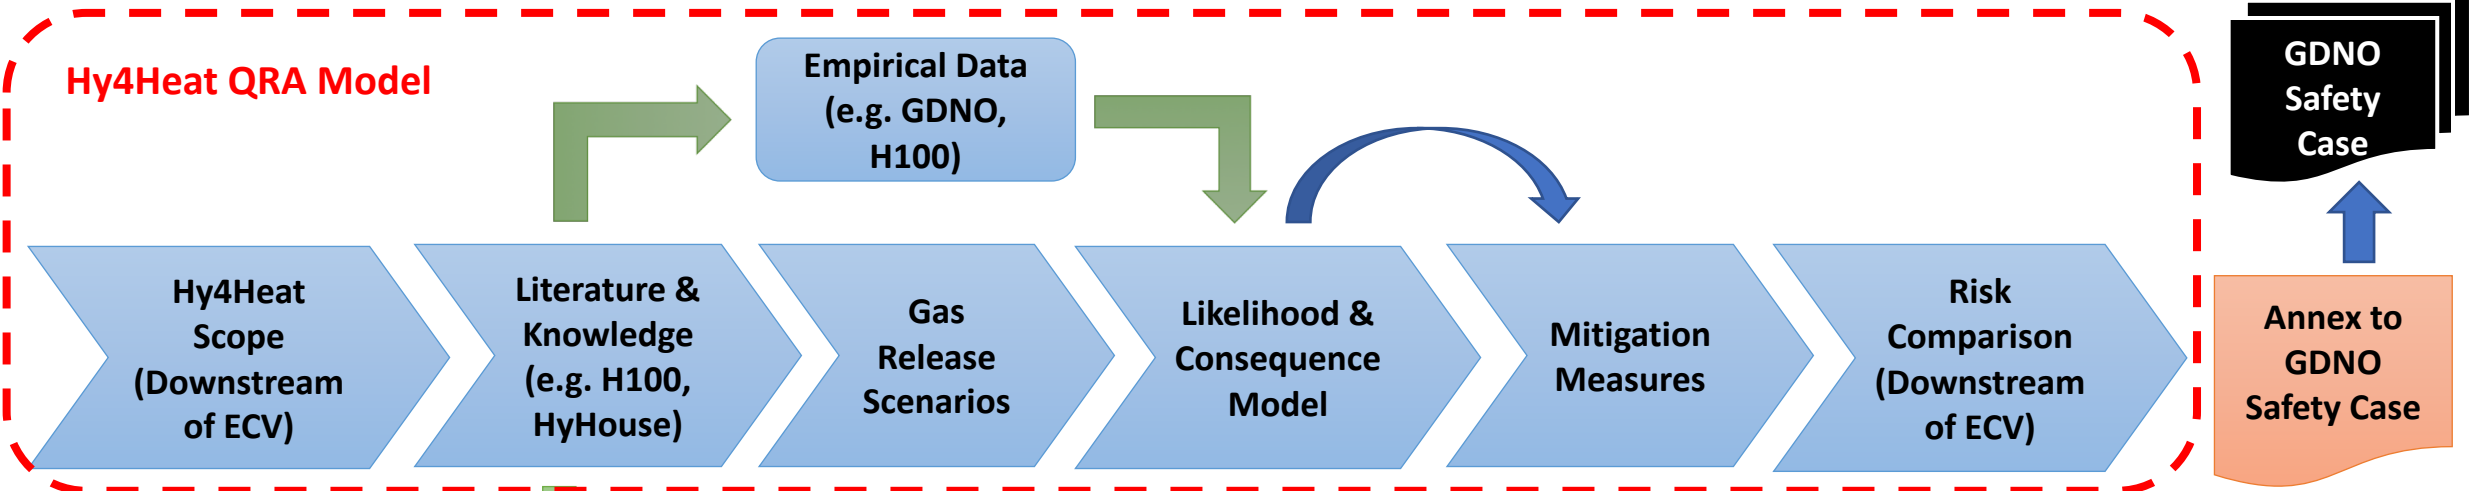 Hy4Heat QRA Model
Empirical Data
(e.g. GDNO,
H100)
GDNO
Safety
Case
Hy4Heat
Scope
(Downstream
of ECV)
Literature &
Knowledge
(e.g. H100,
HyHouse)
Gas
Release
Scenarios
Likelihood &
Consequence
Model
Mitigation
Measures
Risk
Comparison
(Downstream
of ECV)
Annex to
GDNO
Safety Case